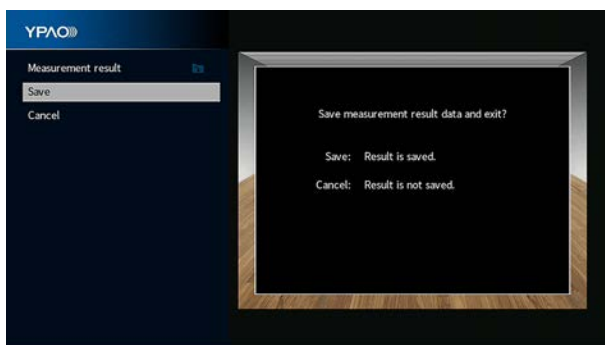 YPAO
Measurement result
Save
Cancel
Save measurement result data and exit?
Save: Result is saved.
Cancel: Result is not saved.